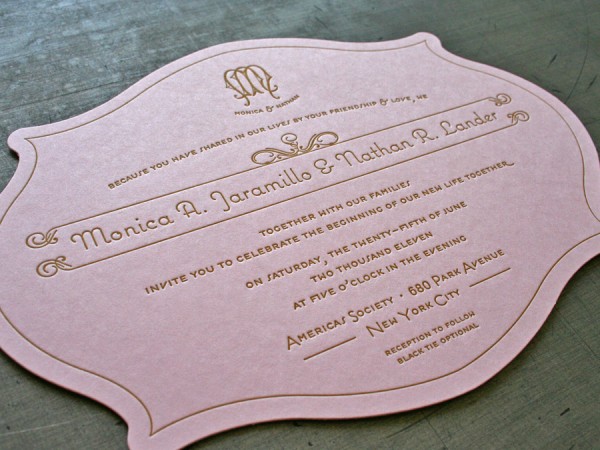 MONICA & NATHAN
BECAUSE YOU HAVE SHARED IN OUR LIVES BY YOUR FRIENDSHIP & LOVE, WE
Monica A. Jaramillo & Nathan R. Lander
TOGETHER WITH OUR FAMILIES
INVITE YOU TO CELEBRATE THE BEGINNING OF OUR NEW LIFE TOGETHER
ON SATURDAY, THE TWENTY-FIFTH OF JUNE
TWO THOUSAND ELEVEN
AT FIVE O'CLOCK IN THE EVENING
AMERICAS SOCIETY • 680 PARK AVENUE
NEW YORK CITY
RECEPTION TO FOLLOW
BLACK TIE OPTIONAL